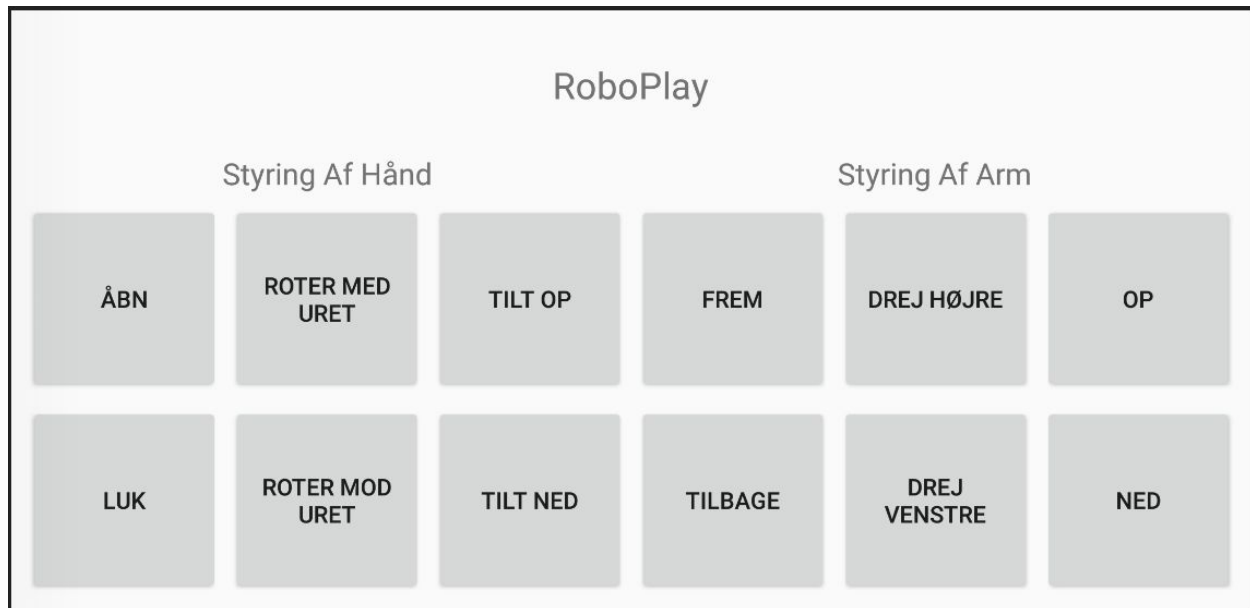 RoboPlay
Styring Af Hånd
Styring Af Arm
ÅBN
ROTER MED
URET
TILT OP
FREM
DREJ HØJRE
OP
LUK
ROTER MOD
URET
TILT NED
TILBAGE
DREJ
VENSTRE
NED